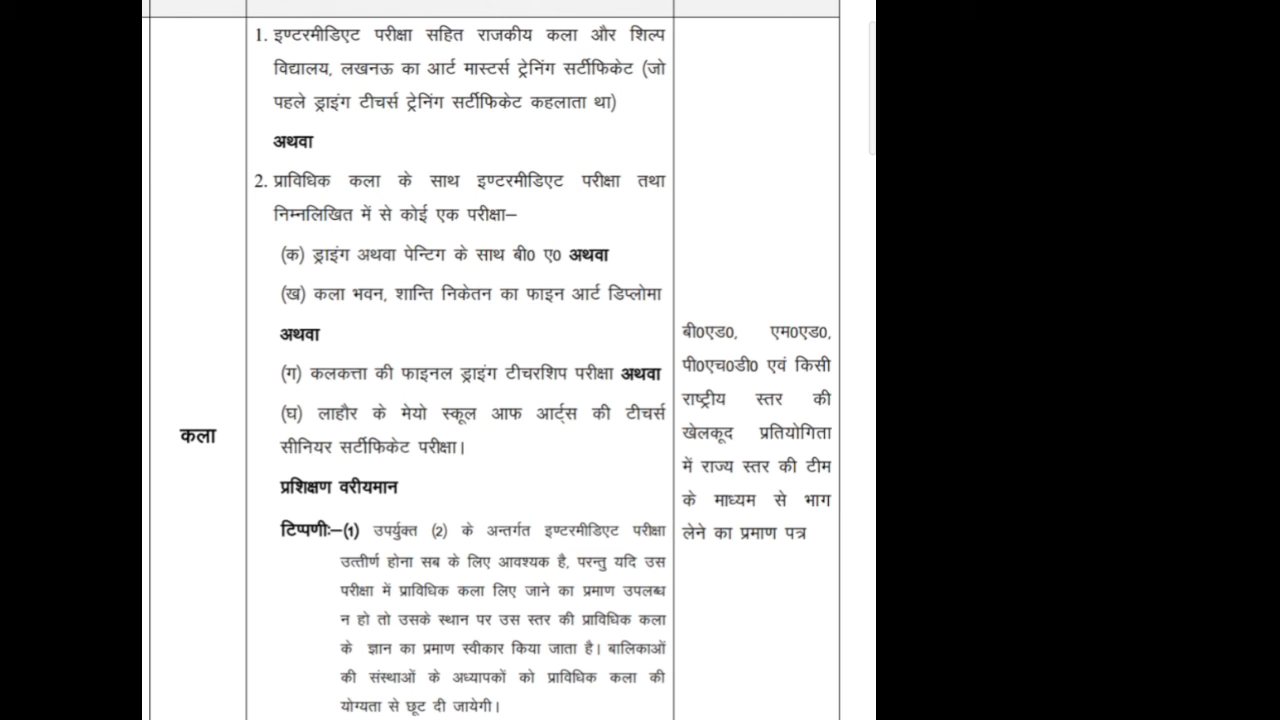 1. इण्टरमीडिएट परीक्षा सहित राजकीय कला और शिल्प
विद्यालय, लखनऊ का आर्ट मास्टर्स ट्रेनिंग सर्टीफिकेट (जो
पहले ड्राइंग टीचर्स ट्रेनिंग सर्टीफिकेट कहलाता था)
अथवा
2. प्राविधिक कला के साथ इण्टरमीडिएट परीक्षा तथा
निम्नलिखित में से कोई एक परीक्षा–
(क) ड्राइंग अथवा पेन्टिग के साथ बी0 ए0 अथवा
(ख) कला भवन, शान्ति निकेतन का फाइन आर्ट डिप्लोमा
अथवा
(ग) कलकत्ता की फाइनल ड्राइंग टीचरशिप परीक्षा अथवा
(घ) लाहौर के मेयो स्कूल आफ आर्ट्स की टीचर्स
सीनियर सर्टीफिकेट परीक्षा।
प्रशिक्षण वरीयमान
टिप्पणीः–(1) उपर्युक्त (2) के अन्तर्गत इण्टरमीडिएट परीक्षा
उत्तीर्ण होना सब के लिए आवश्यक है, परन्तु यदि उस
परीक्षा में प्राविधिक कला लिए जाने का प्रमाण उपलब्ध
न हो तो उसके स्थान पर उस स्तर की प्राविधिक कला
के ज्ञान का प्रमाण स्वीकार किया जाता है। बालिकाओं
की संस्थाओं के अध्यापकों को प्राविधिक कला की
योग्यता से छूट दी जायेगी।
कला
बी0एड0, एम0एड0,
पी0एच0डी0 एवं किसी
राष्ट्रीय स्तर की
खेलकूद प्रतियोगिता
में राज्य स्तर की टीम
के माध्यम से भाग
लेने का प्रमाण पत्र